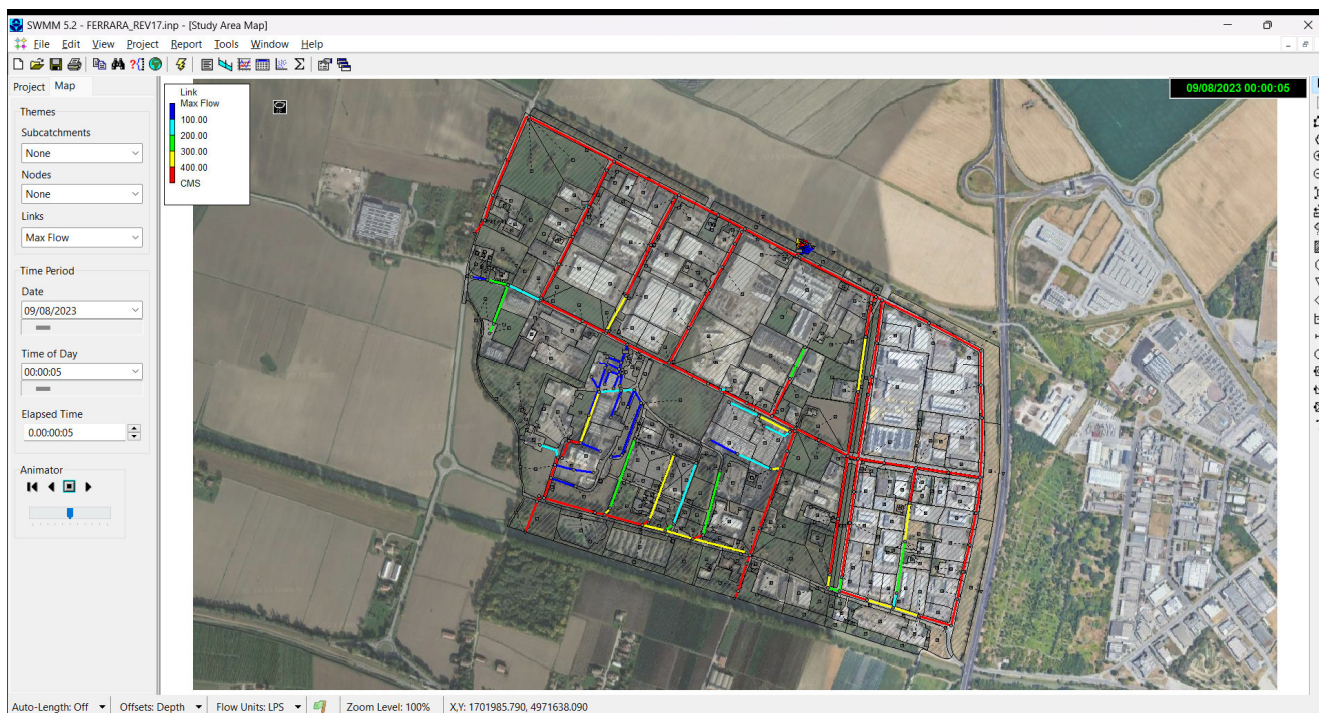 SWMM 5.2 - FERRARA_REV17.inp - [Study Area Map]
File Edit View Project Report Tools Window Help
Project Map
09/08/2023 00:00:05
Link
Max Flow
100.00
200.00
300.00
400.00
CMS
Themes
Subcatchments
None
Nodes
None
Links
Max Flow
Time Period
Date
09/08/2023
Time of Day
00:00:05
Elapsed Time
0.00:00:05
Animator
Auto-Length: Off Offsets: Depth Flow Units: LPS Zoom Level: 100% X,Y: 1701985.790, 4971638.090